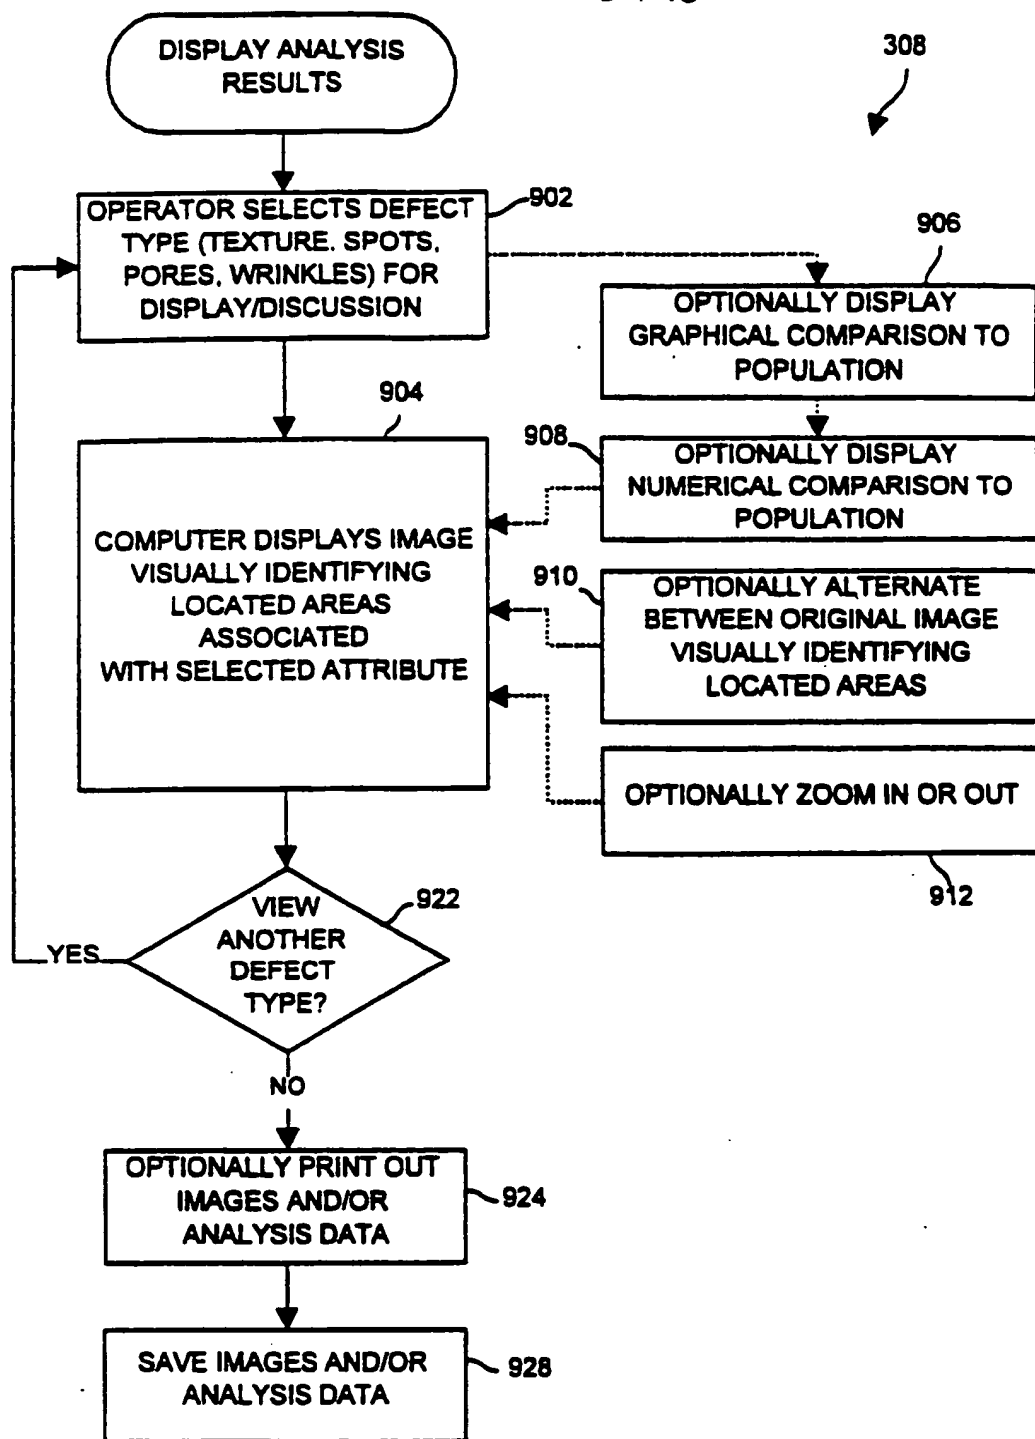 DISPLAY ANALYSIS
RESULTS
308
OPERATOR SELECTS DEFECT
TYPE (TEXTURE. SPOTS,
PORES, WRINKLES) FOR
DISPLAY/DISCUSSION
902
906
OPTIONALLY DISPLAY
GRAPHICAL COMPARISON TO
POPULATION
904
908
OPTIONALLY DISPLAY
NUMERICAL COMPARISON TO
POPULATION
COMPUTER DISPLAYS IMAGE
VISUALLY IDENTIFYING
LOCATED AREAS
ASSOCIATED
WITH SELECTED ATTRIBUTE
910
OPTIONALLY ALTERNATE
BETWEEN ORIGINAL IMAGE
VISUALLY IDENTIFYING
LOCATED AREAS
OPTIONALLY ZOOM IN OR OUT
912
VIEW
ANOTHER
DEFECT
TYPE?
922
YES
NO
OPTIONALLY PRINT OUT
IMAGES AND/OR
ANALYSIS DATA
924
SAVE IMAGES AND/OR
ANALYSIS DATA
928